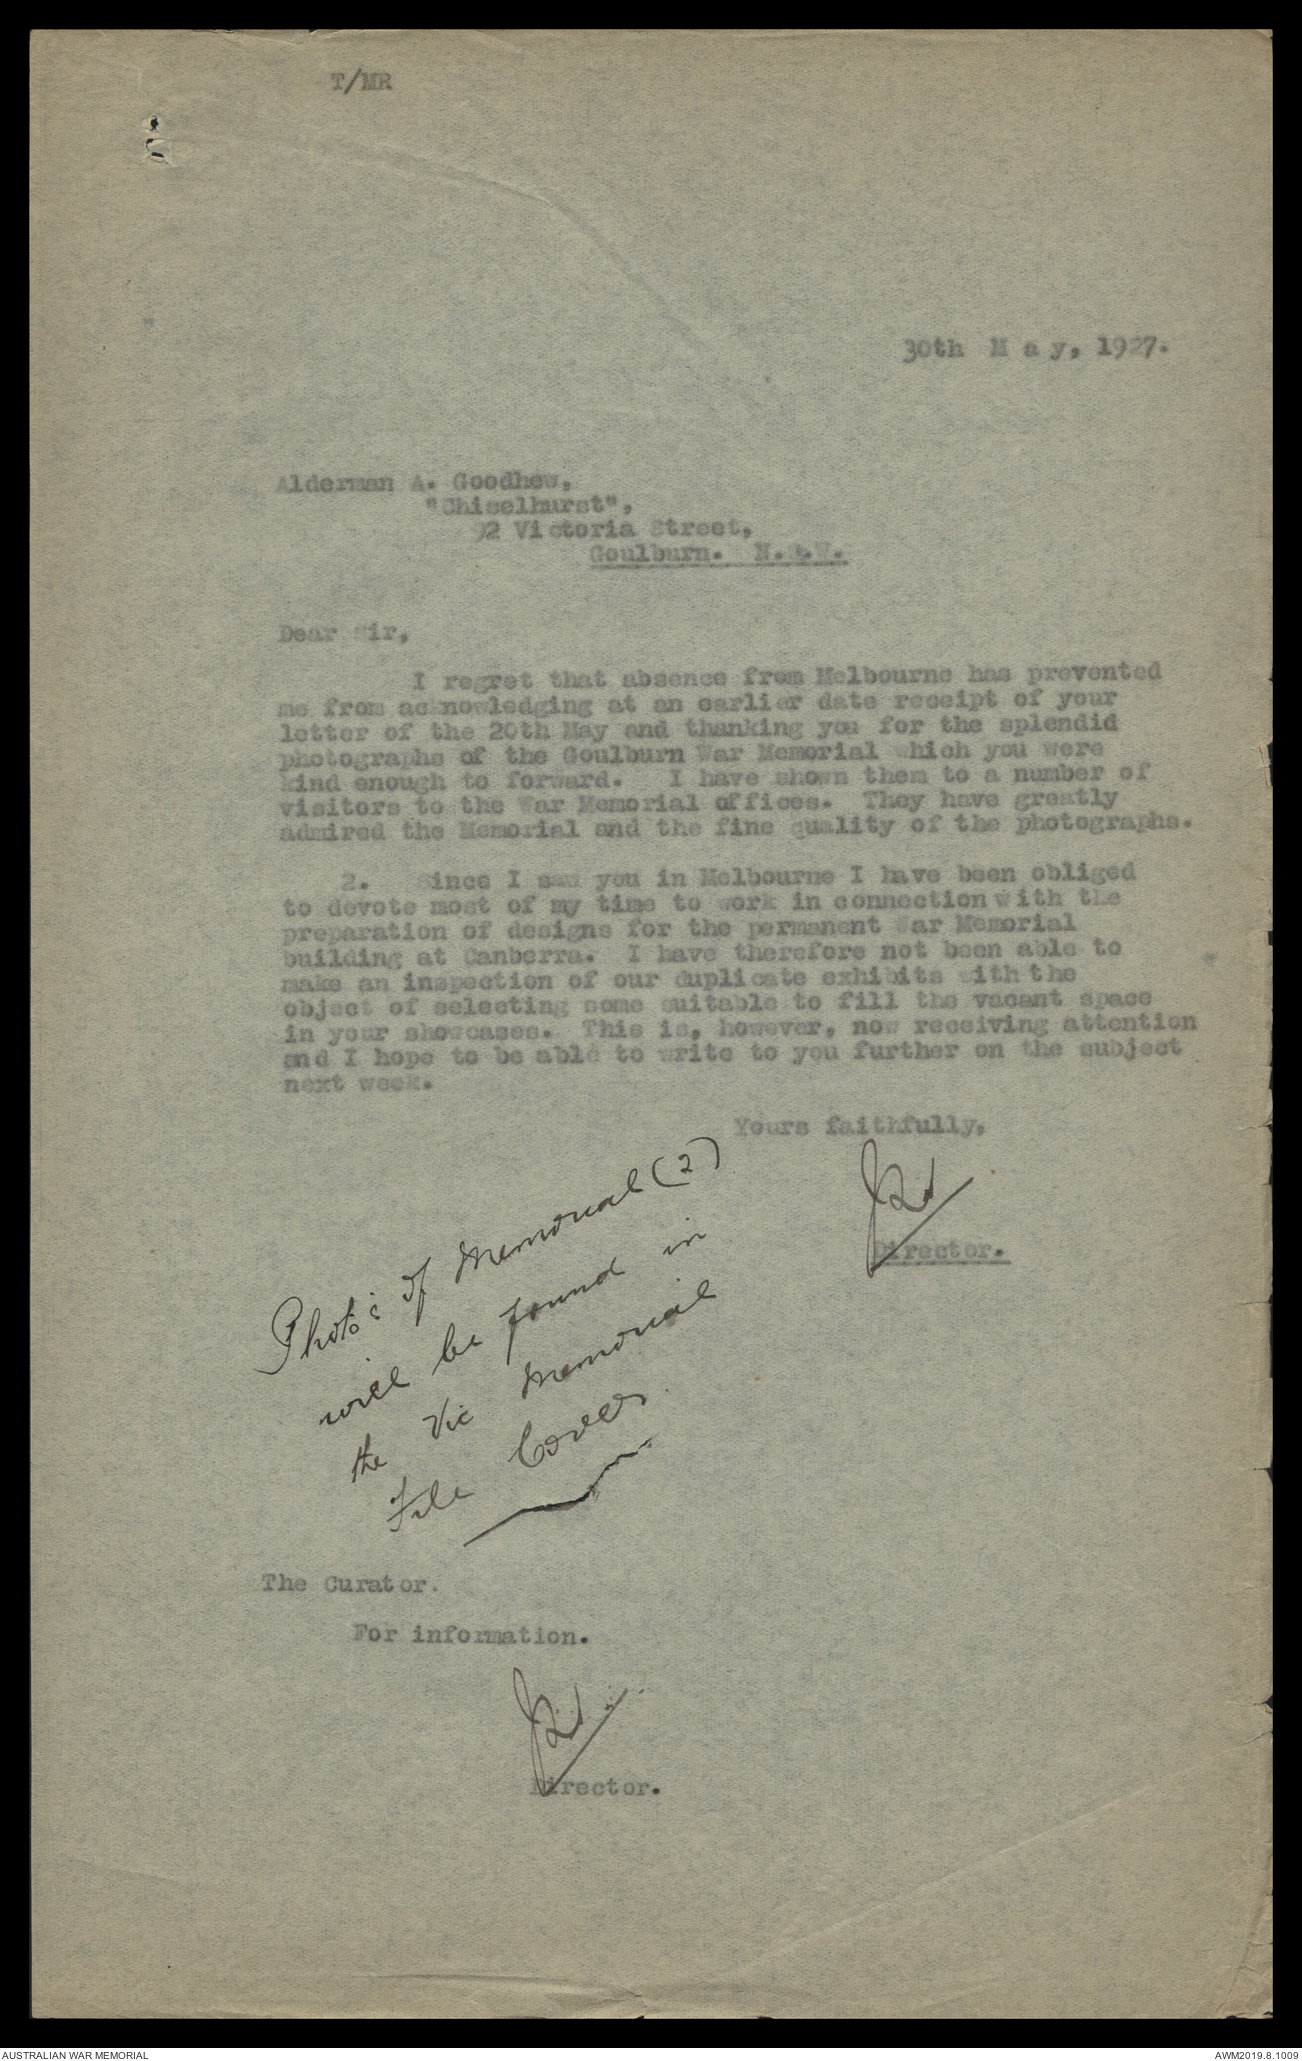 T/MR
30th M a y, 1927.
Alderman A. Goodhew,
"Chiselhurst",
92 Victoria Street,
Goulburn. N.S.W.
Dear Sir,
I regret that absence from Melbourne has prevented
me from acknowledging at an earlier date receipt of your
letter of the 20th May and thanking you for the splendid
photographs of the Goulburn War Memorial which you were
kind enough to forward. I have shown them to a number of
visitors to the War Memorial offices. They have greatly
admired the Memorial and the fine quality of the photographs.
2. Since I saw you in Melbourne I have been obliged
to devote most of my time to work in connection with the
preparation of designs for the permanent War Memorial
building at Canberra. I have therefore not been able to
make an inspection of our duplicate exhibits with the
object of selecting some suitable to fill the vacant space
in your showcases. This is, however, now receiving attention
and I hope to be able to write to you further on the subject
next week.
Yours faithfully,
Director.
Photo's of Memorial (2)
will be found in
the Vic Memorial
File Cover
The Curator.
For information.
Director.
AUSTRALIAN WAR MEMORIAL
AWM2019.8.1009